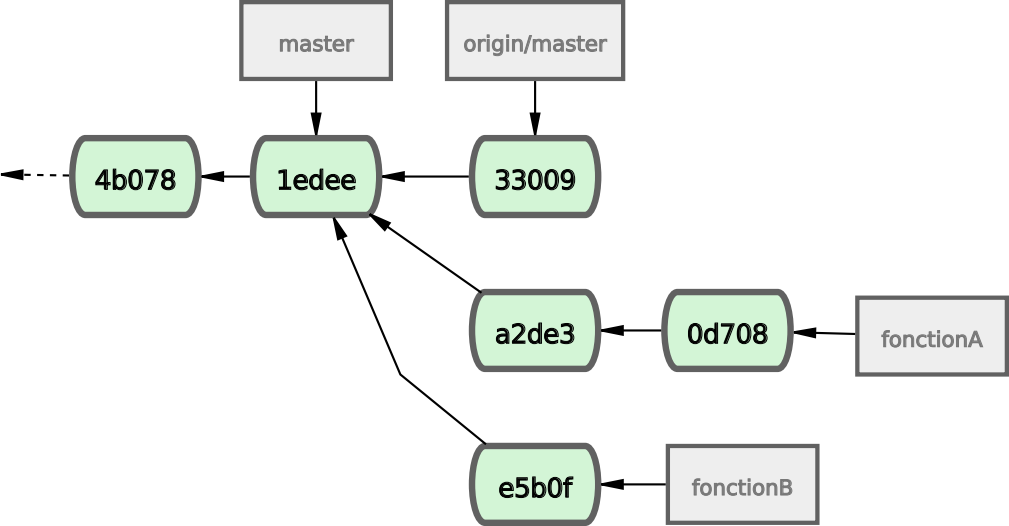 master
origin/master
4b078
1edee
33009
a2de3
0d708
fonctionA
e5b0f
fonctionB